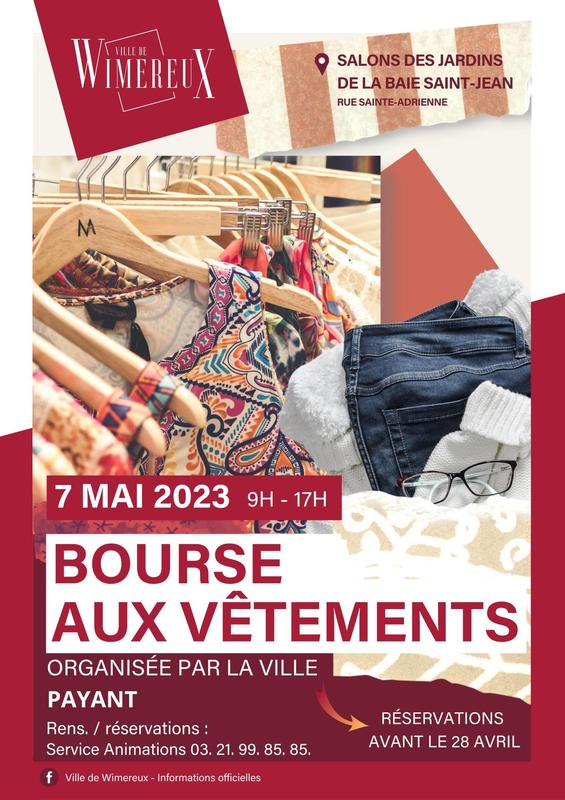 VILLE DE
WIMEREUX
SALONS DES JARDINS
DE LA BAIE SAINT-JEAN
RUE SAINTE-ADRIENNE
7 MAI 2023 9H - 17H
BOURSE
AUX VÊTEMENTS
ORGANISÉE PAR LA VILLE
PAYANT
Rens. / réservations :
Service Animations 03. 21. 99. 85. 85.
RÉSERVATIONS
AVANT LE 28 AVRIL
Ville de Wimereux - Informations officielles